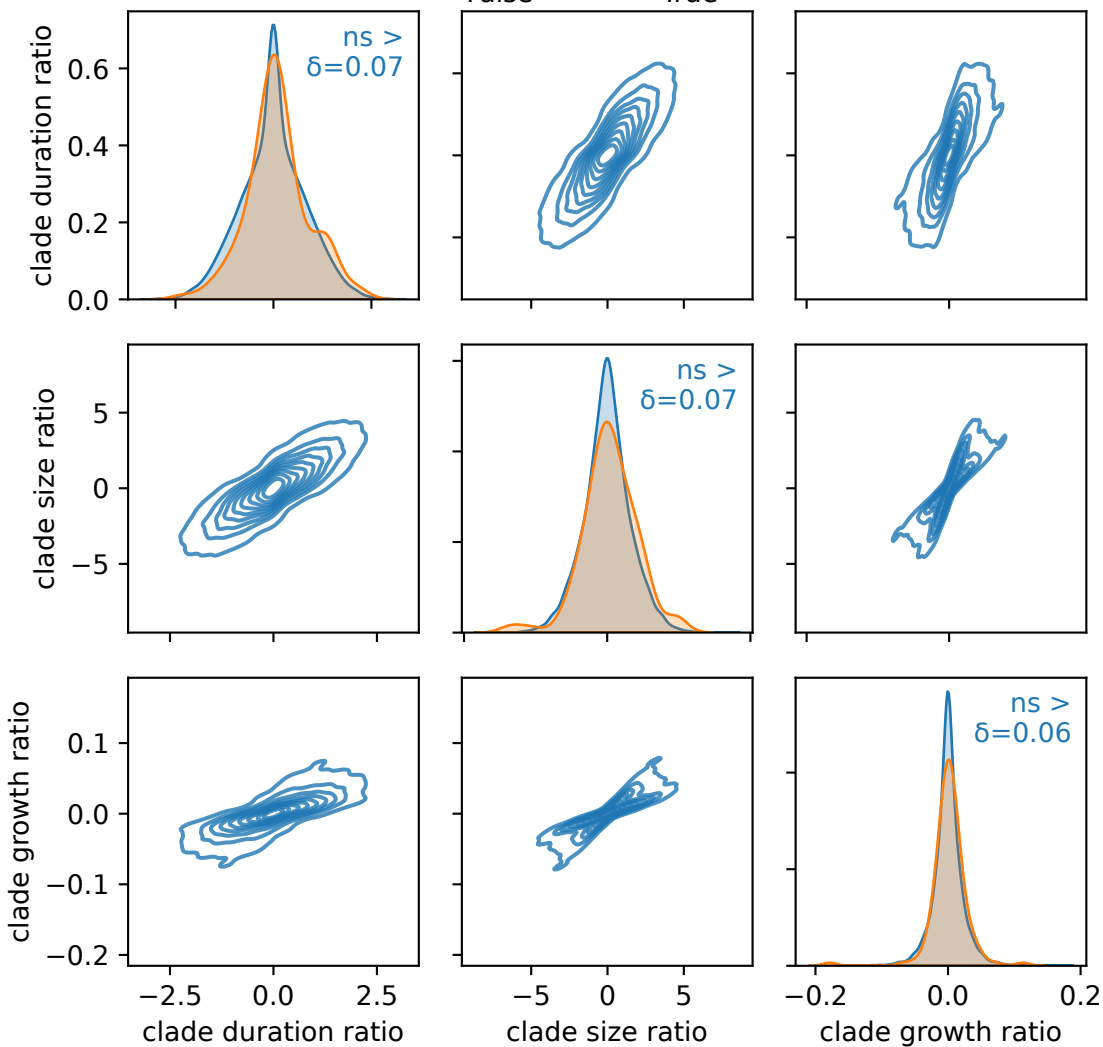 True
clade duration ratio
0.6
0.4
0.2
0.0
ns >
δ=0.07
clade size ratio
5
0
−5
ns >
δ=0.07
clade growth ratio
0.1
0.0
−0.1
−0.2
ns >
δ=0.06
−2.5 0.0 2.5
−5 0 5
−0.2 0.0 0.2
clade duration ratio
clade size ratio
clade growth ratio